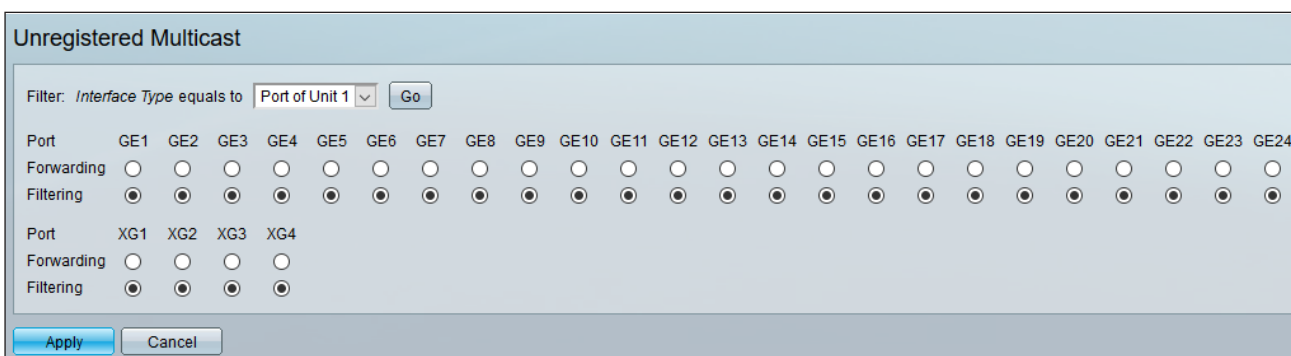 Unregistered Multicast
Filter: Interface Type equals to Port of Unit 1 Go
Port GE1 GE2 GE3 GE4 GE5 GE6 GE7 GE8 GE9 GE10 GE11 GE12 GE13 GE14 GE15 GE16 GE17 GE18 GE19 GE20 GE21 GE22 GE23 GE24
Forwarding
Filtering
Port XG1 XG2 XG3 XG4
Forwarding
Filtering
Apply Cancel